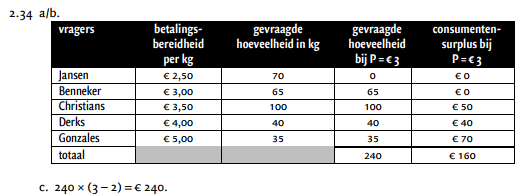 2.34 a/b.
vragers betalings-bereidheid per kg gevraagde hoeveelheid in kg gevraagde hoeveelheid bij P = € 3 consumenten-surplus bij P = € 3
Jansen € 2,50 70 0 € 0
Benneker € 3,00 65 65 € 0
Christians € 3,50 100 100 € 50
Derks € 4,00 40 40 € 40
Gonzales € 5,00 35 35 € 70
totaal 240 € 160
c. 240 × (3 – 2) = € 240.